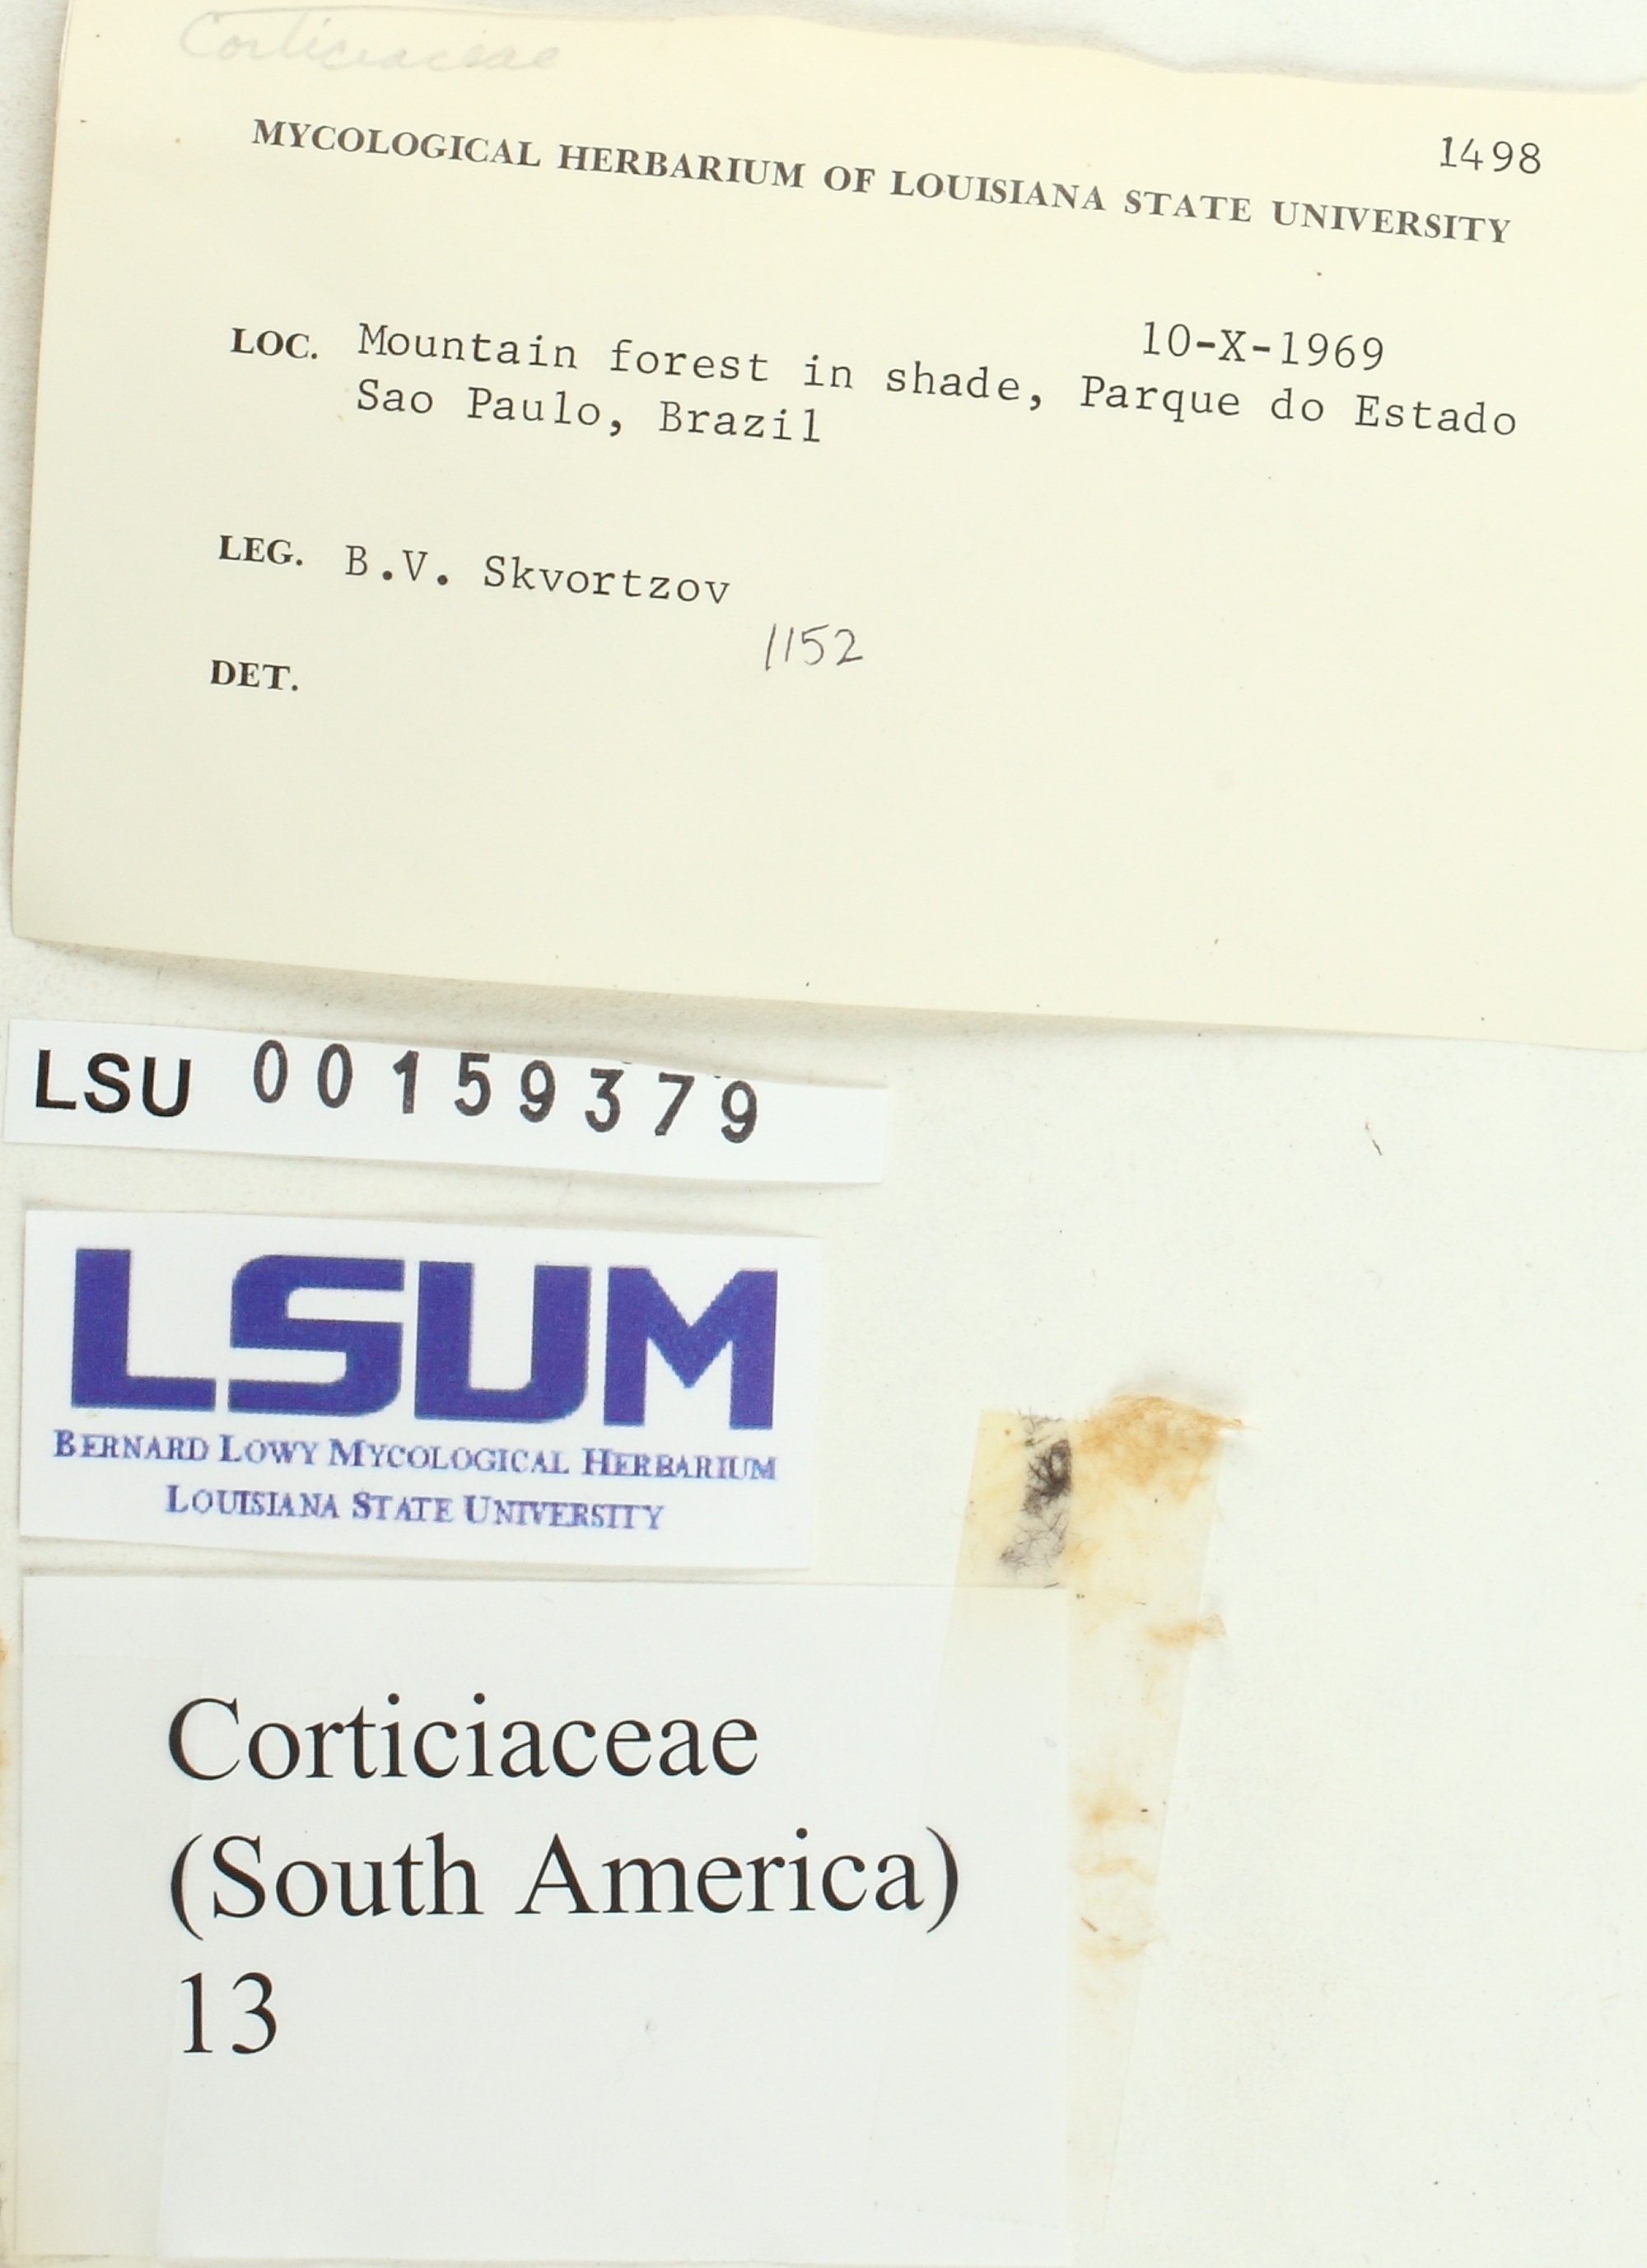 Corticiaceae
1498
MYCOLOGICAL HERBARIUM OF LOUISIANA STATE UNIVERSITY
10-X-1969
LOC. Mountain forest in shade, Parque do Estado
Sao Paulo, Brazil
LEG. B.V. Skvortzov
1152
DET.
LSU 00159379
LSUM
BERNARD LOWY MYCOLOGICAL HERBARIUM
LOUISIANA STATE UNIVERSITY
Corticiaceae
(South America)
13